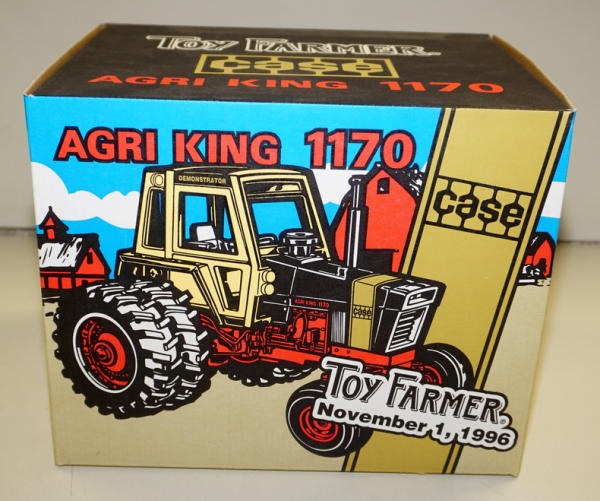 TOY FARMER®
CASE
AGRI KING 1170
AGRI KING 1170
case
DEMONSTRATOR
AGRI KING 1170
case
TOY FARMER®
November 1, 1996